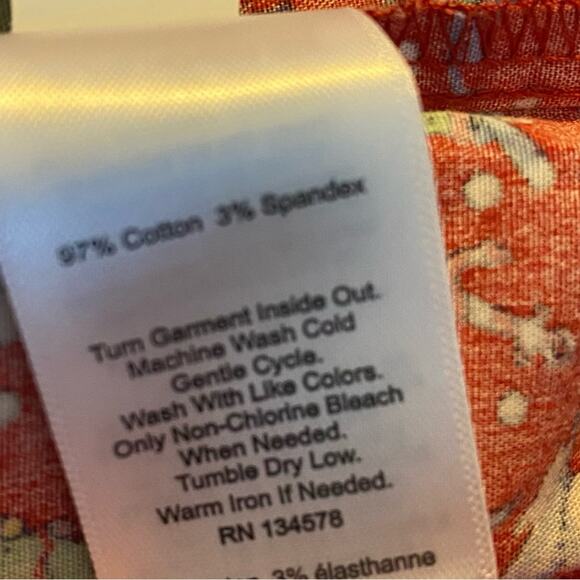 97% Cotton 3% Spandex
Turn Garment Inside Out.
Machine Wash Cold
Gentle Cycle.
Wash With Like Colors.
Only Non-Chlorine Bleach
When Needed.
Tumble Dry Low.
Warm Iron If Needed.
RN 134578
3% élasthanne